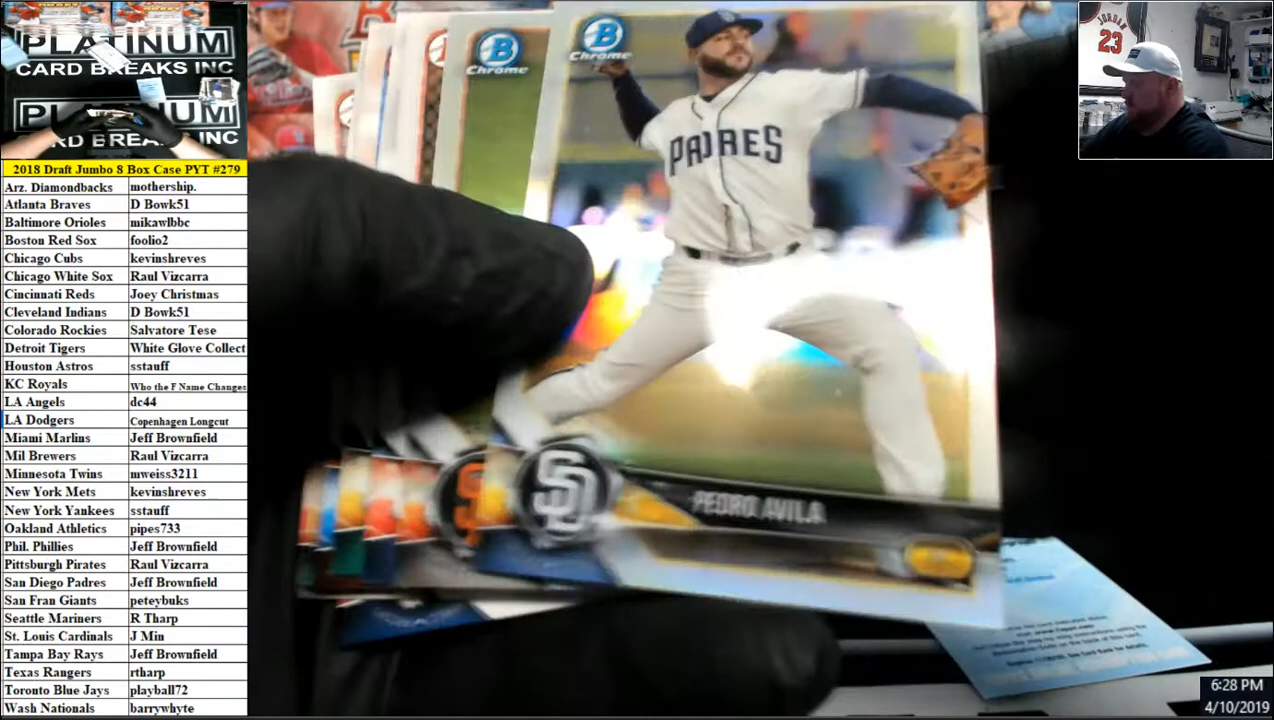 PLATINUM
CARD BREAKS INC
PLATINUM
CARD BREAKS INC
2018 Draft Jumbo 8 Box Case PYT #279
Arz. Diamondbacks mothership.
Atlanta Braves D Bowk51
Baltimore Orioles mikawlbbc
Boston Red Sox foolio2
Chicago Cubs kevinshreves
Chicago White Sox Raul Vizcarra
Cincinnati Reds Joey Christmas
Cleveland Indians D Bowk51
Colorado Rockies Salvatore Tese
Detroit Tigers White Glove Collect
Houston Astros sstauff
KC Royals Who the F Name Changes
LA Angels dc44
LA Dodgers Copenhagen Longcut
Miami Marlins Jeff Brownfield
Mil Brewers Raul Vizcarra
Minnesota Twins mweiss3211
New York Mets kevinshreves
New York Yankees sstauff
Oakland Athletics pipes733
Phil. Phillies Jeff Brownfield
Pittsburgh Pirates Raul Vizcarra
San Diego Padres Jeff Brownfield
San Fran Giants peteybuks
Seattle Mariners R Tharp
St. Louis Cardinals J Min
Tampa Bay Rays Jeff Brownfield
Texas Rangers rtharp
Toronto Blue Jays playball72
Wash Nationals barrywhyte
B
Chrome
B
Chrome
PADRES
SD
PEDRO AVILA
JORDAN
23
6:28 PM
4/10/2019